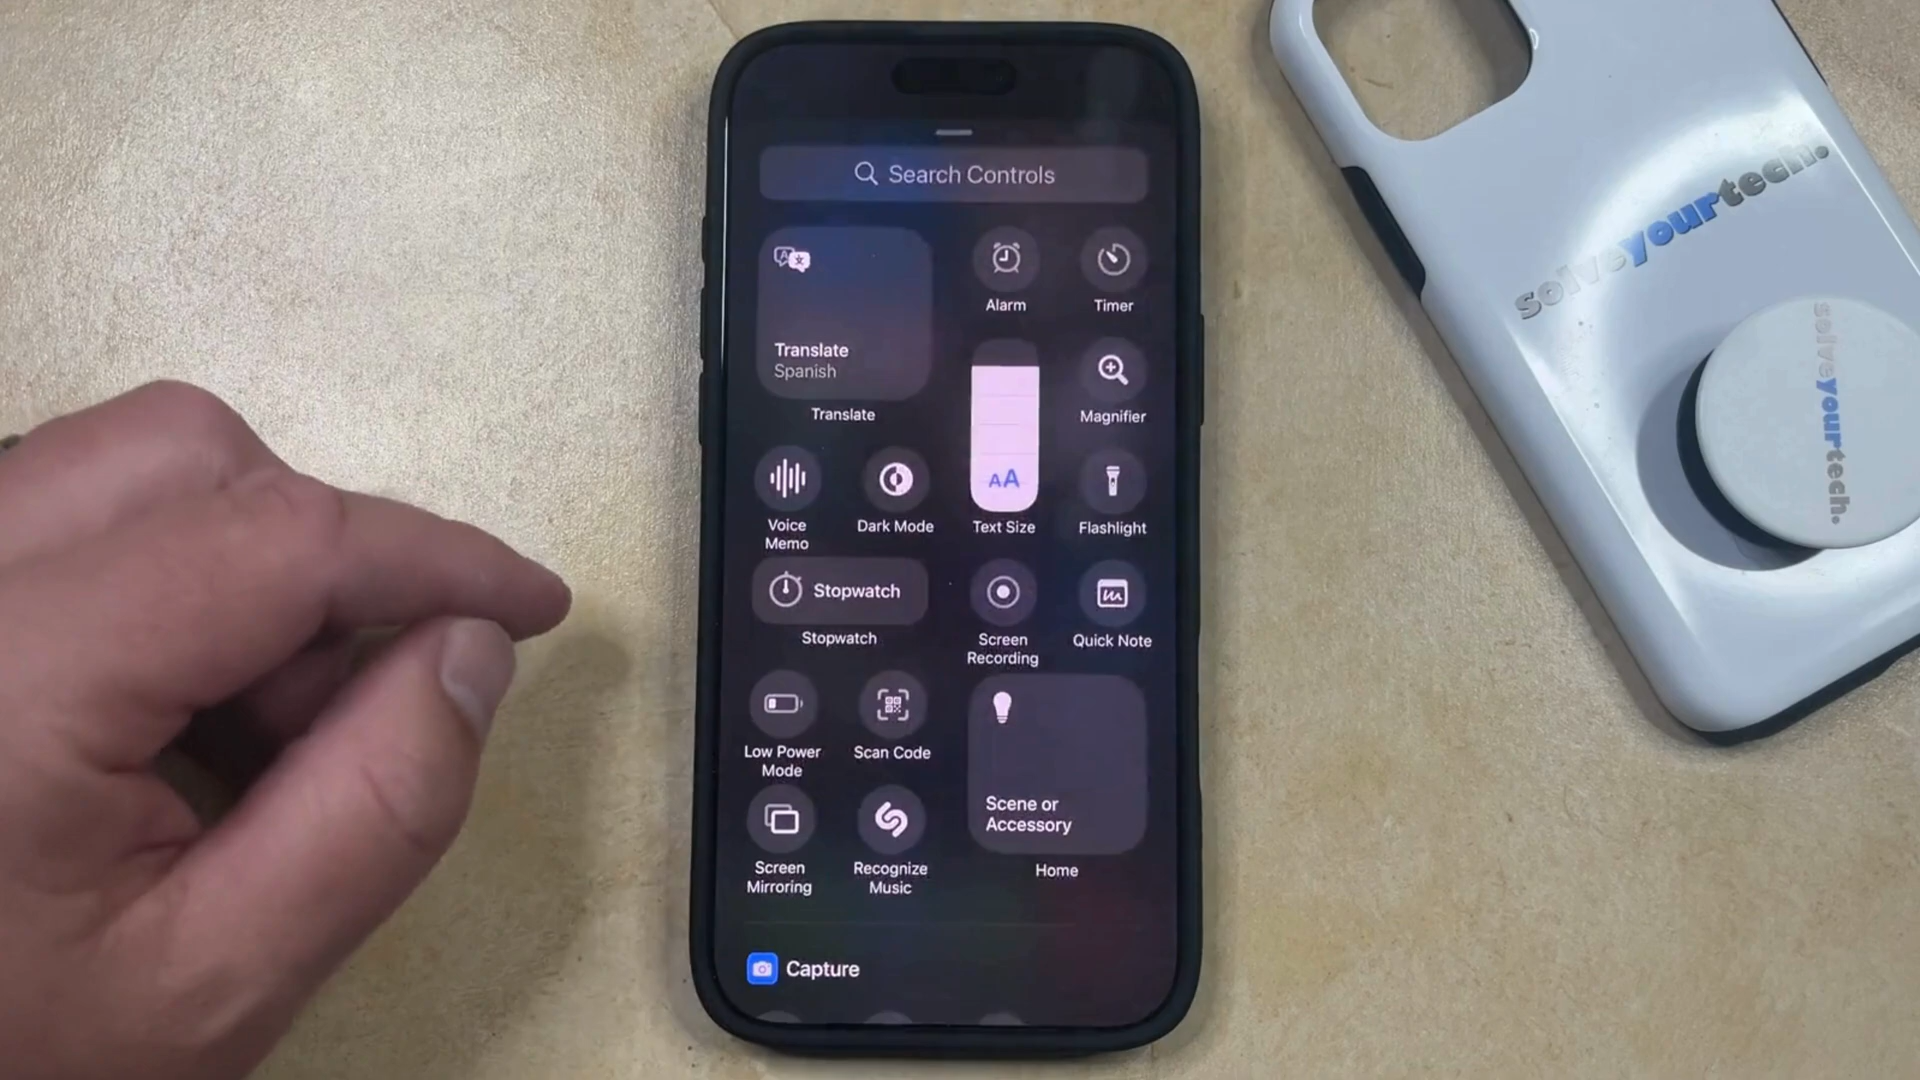 Search Controls
Translate
Spanish
Translate
Alarm
Timer
Magnifier
Voice
Memo
Dark Mode
AA
Text Size
Flashlight
Stopwatch
Stopwatch
Screen
Recording
Quick Note
Low Power
Mode
Scan Code
Scene or
Accessory
Home
Screen
Mirroring
Recognize
Music
Capture
solveyourtech.
solveyourtech.